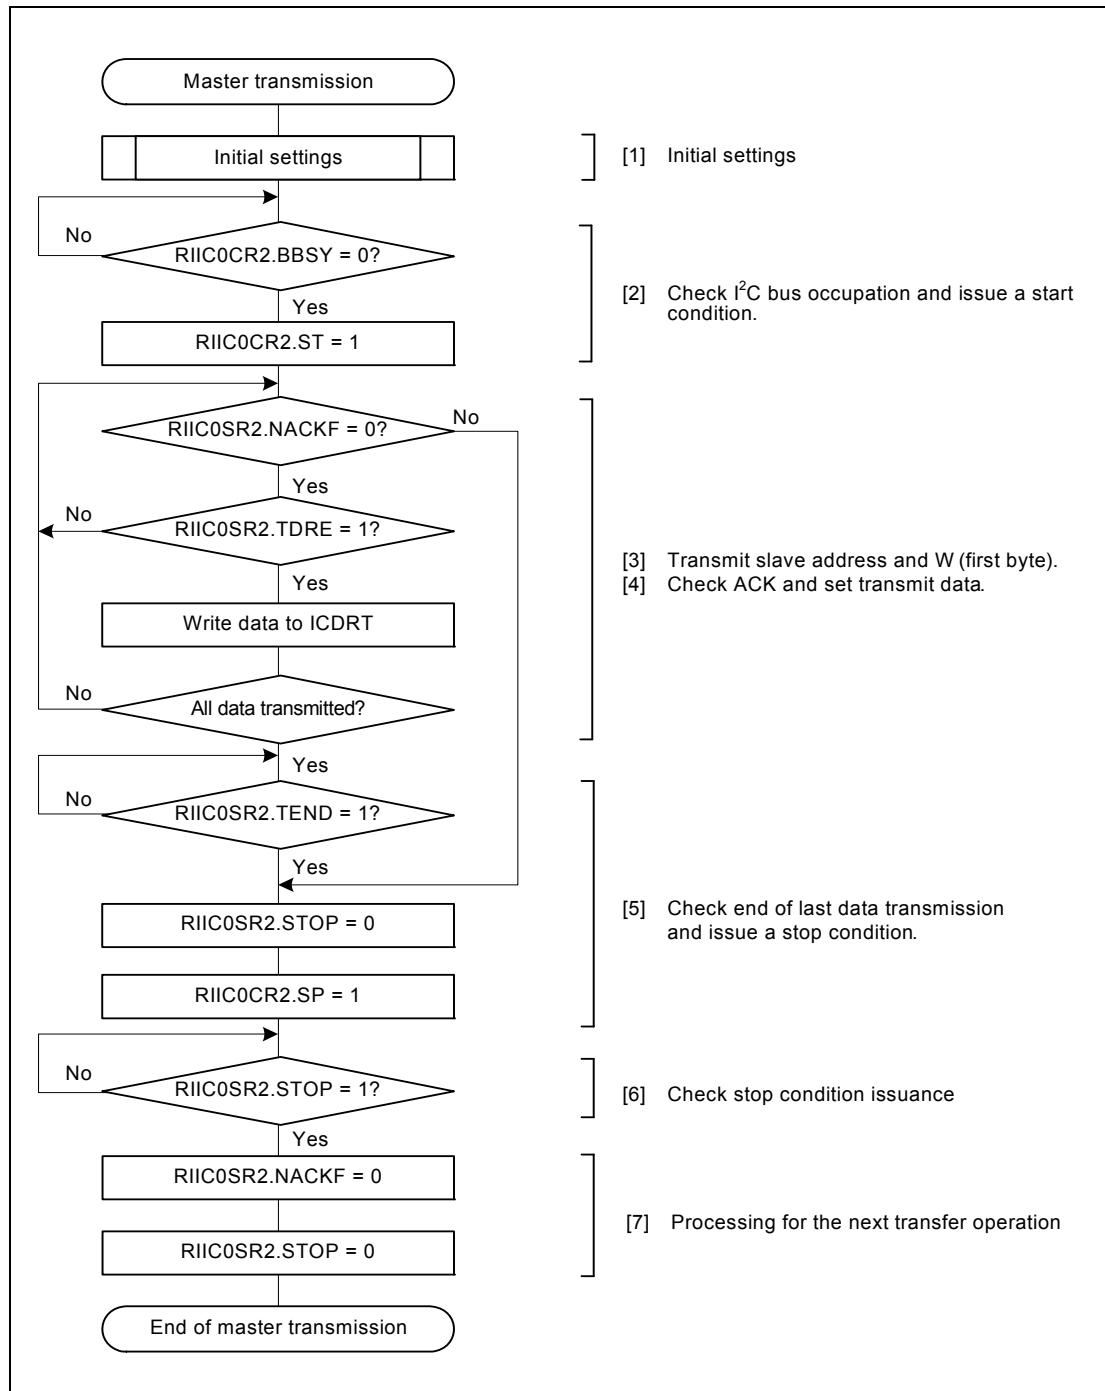 Master transmission
Initial settings
[1] Initial settings
No
RIIC0CR2.BBSY = 0?
Yes
[2] Check I²C bus occupation and issue a start
condition.
RIIC0CR2.ST = 1
No
RIIC0SR2.NACKF = 0?
Yes
No
RIIC0SR2.TDRE = 1?
Yes
[3] Transmit slave address and W (first byte).
[4] Check ACK and set transmit data.
Write data to ICDRT
No
All data transmitted?
Yes
No
RIIC0SR2.TEND = 1?
Yes
RIIC0SR2.STOP = 0
[5] Check end of last data transmission
and issue a stop condition.
RIIC0CR2.SP = 1
No
RIIC0SR2.STOP = 1?
[6] Check stop condition issuance
Yes
RIIC0SR2.NACKF = 0
[7] Processing for the next transfer operation
RIIC0SR2.STOP = 0
End of master transmission